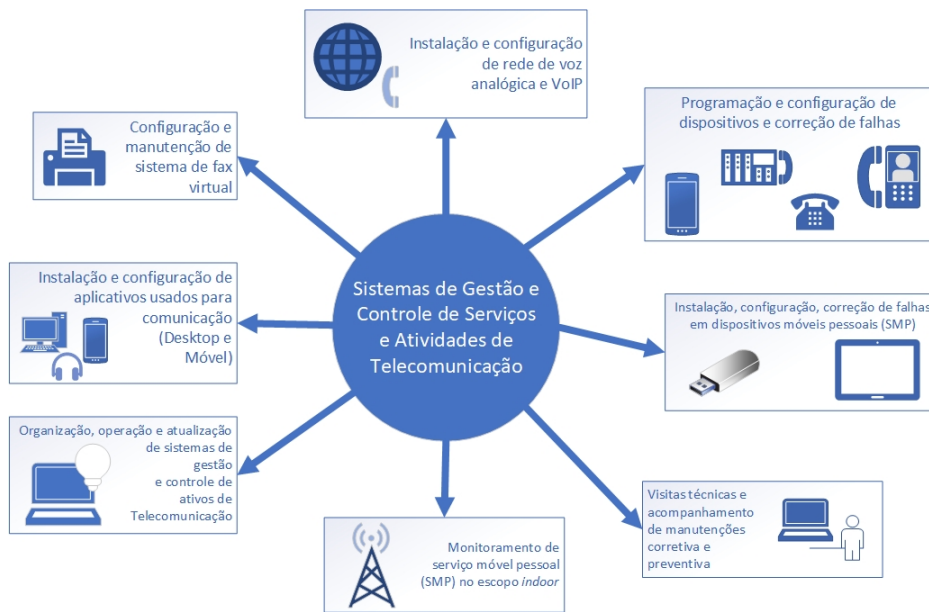 Instalação e configuração
de rede de voz
analógica e VoIP
Configuração e
manutenção de
sistema de fax
virtual
Programação e configuração de
dispositivos e correção de falhas
Instalação e configuração de
aplicativos usados para
comunicação
(Desktop e
Móvel)
Sistemas de Gestão e
Controle de Serviços
e Atividades de
Telecomunicação
Instalação, configuração, correção de falhas
em dispositivos móveis pessoais (SMP)
Organização, operação e atualização
de sistemas de
gestão
e controle de
ativos de
Telecomunicação
Monitoramento de
serviço móvel pessoal
(SMP) no escopo indoor
Visitas técnicas e
acompanhamento
de manutenções
corretiva e
preventiva